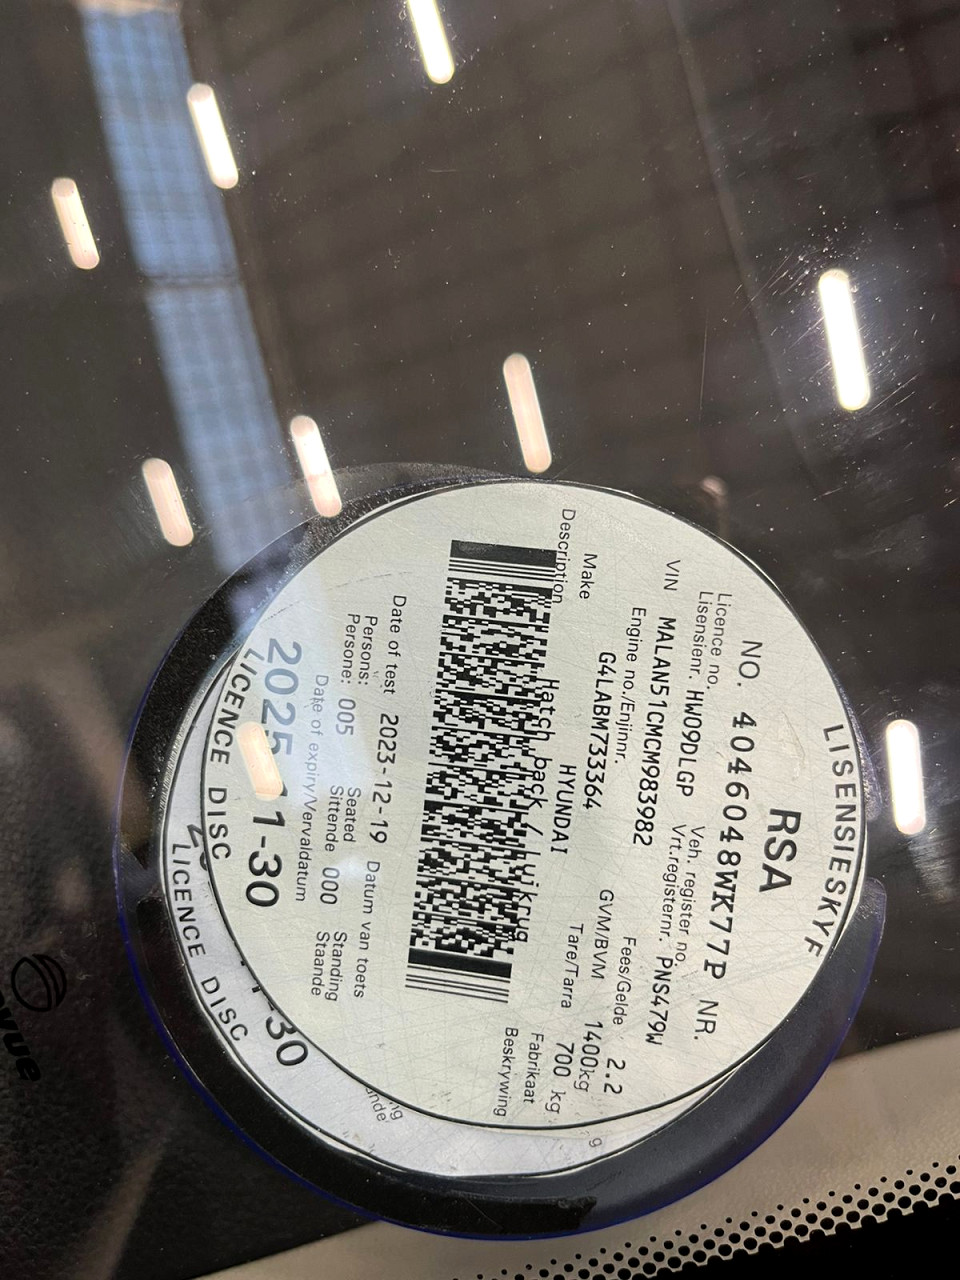 LISENSIESKYF
RSA
NO. 4046048WK77P NR.
Licence no. Veh. register no.
Lisensienr. HW09DLGP Vrt.registernr. PNS479W
VIN MALAN51CMCM983982 Fees/Gelde 2.2
Engine no./Enjinnr. GVM/BVM 1400kg
G4LABM733364 Tare/Tarra 700 kg
Make HYUNDAI Fabrikaat
Description Hatch back / Luikrug Beskrywing
Date of test 2023-12-19 Datum van toets
Persons: Seated Standing
Persone: 005 Sittende 000 Staande
Date of expiry/Vervaldatum
2025 1-30
LICENCE DISC
-30
LICENCE DISC